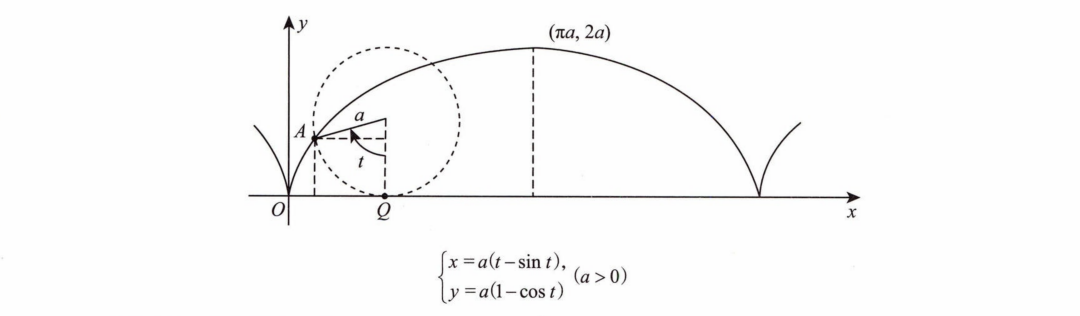 y
(πa, 2a)
a
A
t
O
Q
x
{x = a(t − sin t),
y = a(1 − cos t) (a > 0)